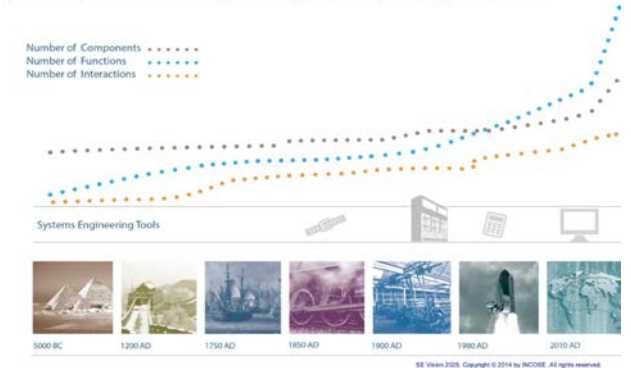 Number of Components
Number of Functions
Number of Interactions
Systems Engineering Tools
5000 BC
1200 AD
1750 AD
1850 AD
1900 AD
1980 AD
2010 AD
SE Vision 2025. Copyright © 2014 by INCOSE. All rights reserved.